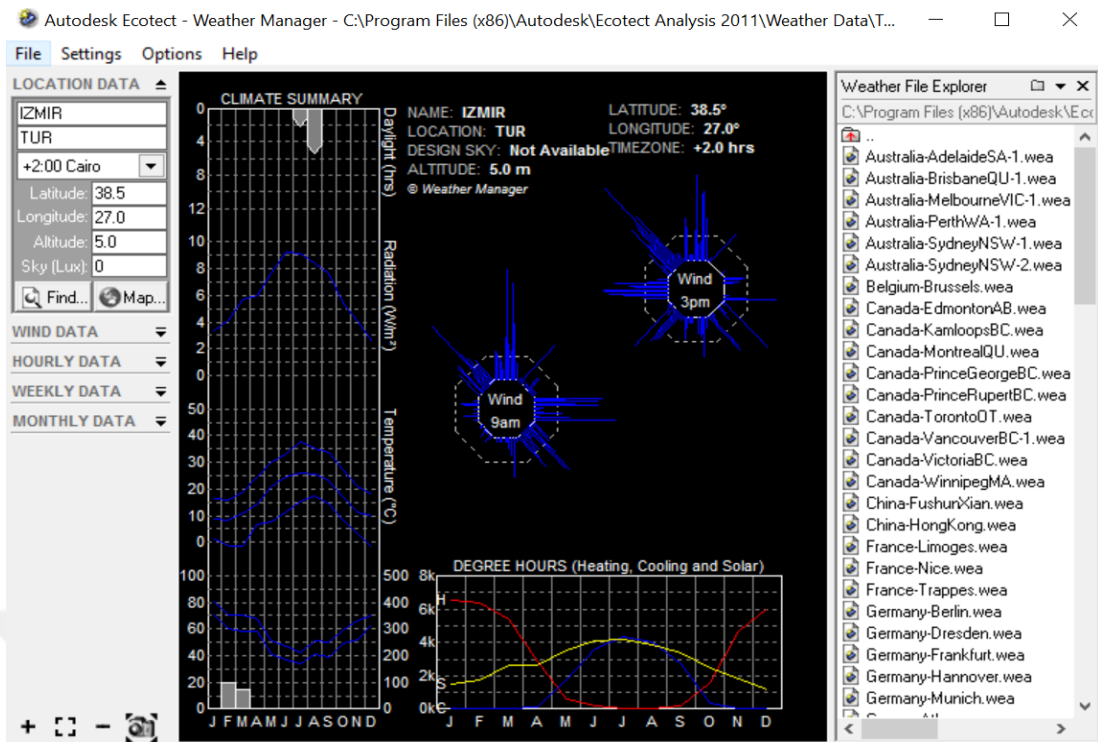 Autodesk Ecotect - Weather Manager - C:\Program Files (x86)\Autodesk\Ecotect Analysis 2011\Weather Data\T...
File Settings Options Help
LOCATION DATA
IZMIR
TUR
+2:00 Cairo
Latitude: 38.5
Longitude: 27.0
Altitude: 5.0
Sky (Lux): 0
Find... Map...
WIND DATA
HOURLY DATA
WEEKLY DATA
MONTHLY DATA
CLIMATE SUMMARY
0
4
8
12
Daylight (hrs)
10
8
6
4
2
0
Radiation (W/m²)
50
40
30
20
10
0
Temperature (°C)
100 500
80 400
60 300
40 200
20 100
0 0
J F M A M J J A S O N D
NAME: IZMIR
LOCATION: TUR
DESIGN SKY: Not Available
ALTITUDE: 5.0 m
© Weather Manager
LATITUDE: 38.5°
LONGITUDE: 27.0°
TIMEZONE: +2.0 hrs
Wind
3pm
Wind
9am
DEGREE HOURS (Heating, Cooling and Solar)
8k
H
6k
4k
2k
S
0k
C
J F M A M J J A S O N D
Weather File Explorer
C:\Program Files (x86)\Autodesk\Ecc
..
Australia-AdelaideSA-1.wea
Australia-BrisbaneQU-1.wea
Australia-MelbourneVIC-1.wea
Australia-PerthWA-1.wea
Australia-SydneyNSW-1.wea
Australia-SydneyNSW-2.wea
Belgium-Brussels.wea
Canada-EdmontonAB.wea
Canada-KamloopsBC.wea
Canada-MontrealQU.wea
Canada-PrinceGeorgeBC.wea
Canada-PrinceRupertBC.wea
Canada-TorontoOT.wea
Canada-VancouverBC-1.wea
Canada-VictoriaBC.wea
Canada-WinnipegMA.wea
China-FushunXian.wea
China-HongKong.wea
France-Limoges.wea
France-Nice.wea
France-Trappes.wea
Germany-Berlin.wea
Germany-Dresden.wea
Germany-Frankfurt.wea
Germany-Hannover.wea
Germany-Munich.wea